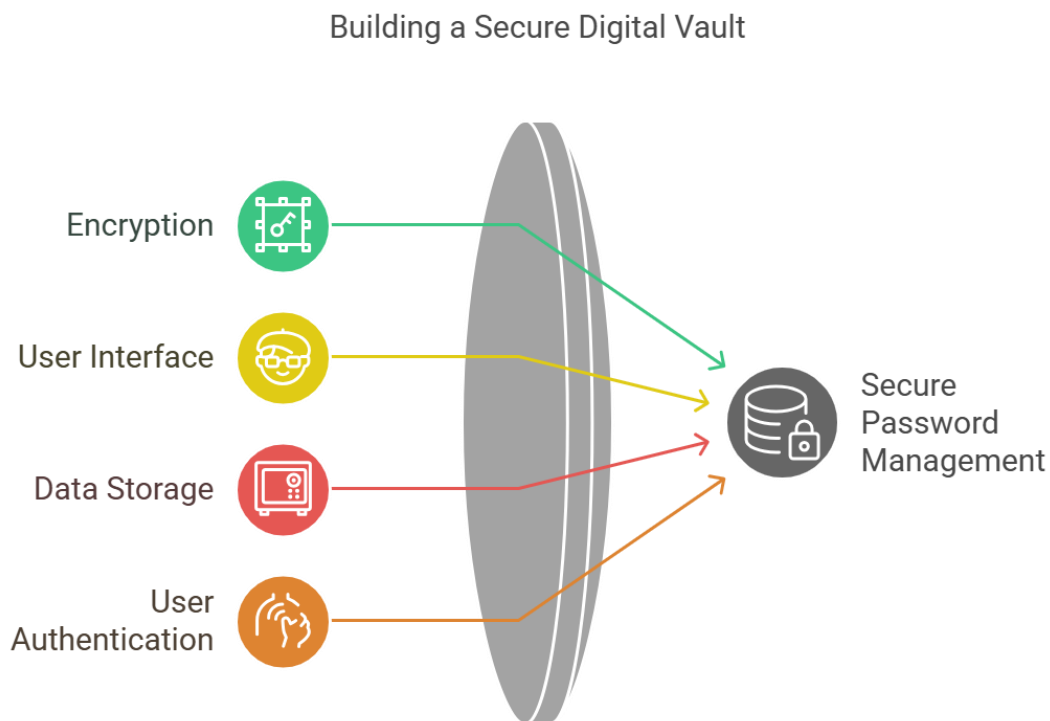 Building a Secure Digital Vault
Encryption
User Interface
Data Storage
User
Authentication
Secure
Password
Management